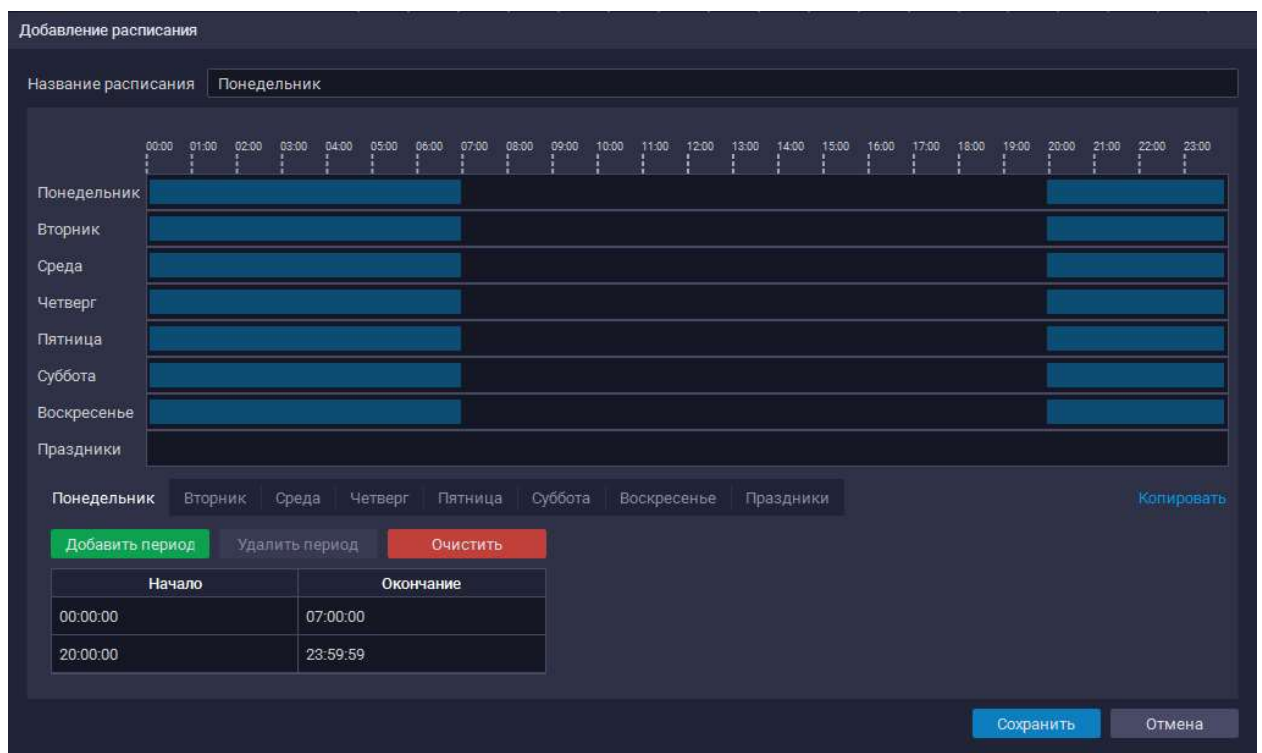 Добавление расписания
Название расписания Понедельник
00:00 01:00 02:00 03:00 04:00 05:00 06:00 07:00 08:00 09:00 10:00 11:00 12:00 13:00 14:00 15:00 16:00 17:00 18:00 19:00 20:00 21:00 22:00 23:00
Понедельник
Вторник
Среда
Четверг
Пятница
Суббота
Воскресенье
Праздники
Понедельник Вторник Среда Четверг Пятница Суббота Воскресенье Праздники Копировать
Добавить период Удалить период Очистить
Начало Окончание
00:00:00 07:00:00
20:00:00 23:59:59
Сохранить Отмена